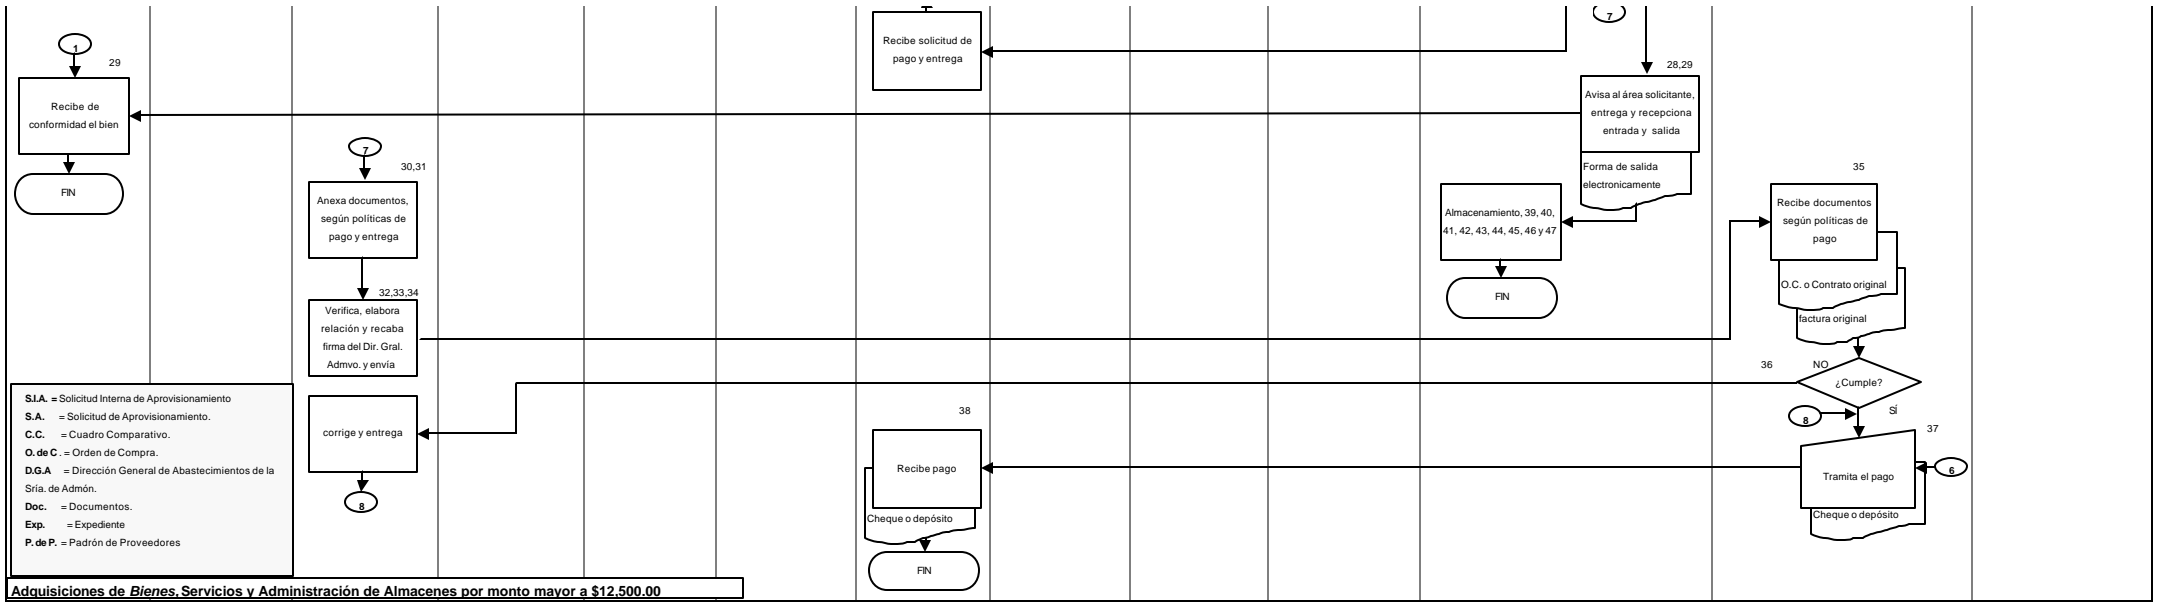 1
29
Recibe de
conformidad el bien
FIN
7
30,31
Anexa documentos,
según políticas de
pago y entrega
32,33,34
Verifica, elabora
relación y recaba
firma del Dir. Gral.
Admvo. y envía
corrige y entrega
8
Recibe solicitud de
pago y entrega
38
Recibe pago
Cheque o depósito
FIN
7
28,29
Avisa al área solicitante,
entrega y recepciona
entrada y salida
Forma de salida
electronicamente
Almacenamiento, 39, 40,
41, 42, 43, 44, 45, 46 y 47
FIN
35
Recibe documentos
según políticas de
pago
O.C. o Contrato original
factura original
36
NO
¿Cumple?
SÍ
8
37
Tramita el pago
6
Cheque o depósito
S.I.A. = Solicitud Interna de Aprovisionamiento
S.A. = Solicitud de Aprovisionamiento.
C.C. = Cuadro Comparativo.
O. de C. = Orden de Compra.
D.G.A = Dirección General de Abastecimientos de la
Sría. de Admón.
Doc. = Documentos.
Exp. = Expediente
P. de P. = Padrón de Proveedores
Adquisiciones de Bienes, Servicios y Administración de Almacenes por monto mayor a $12,500.00